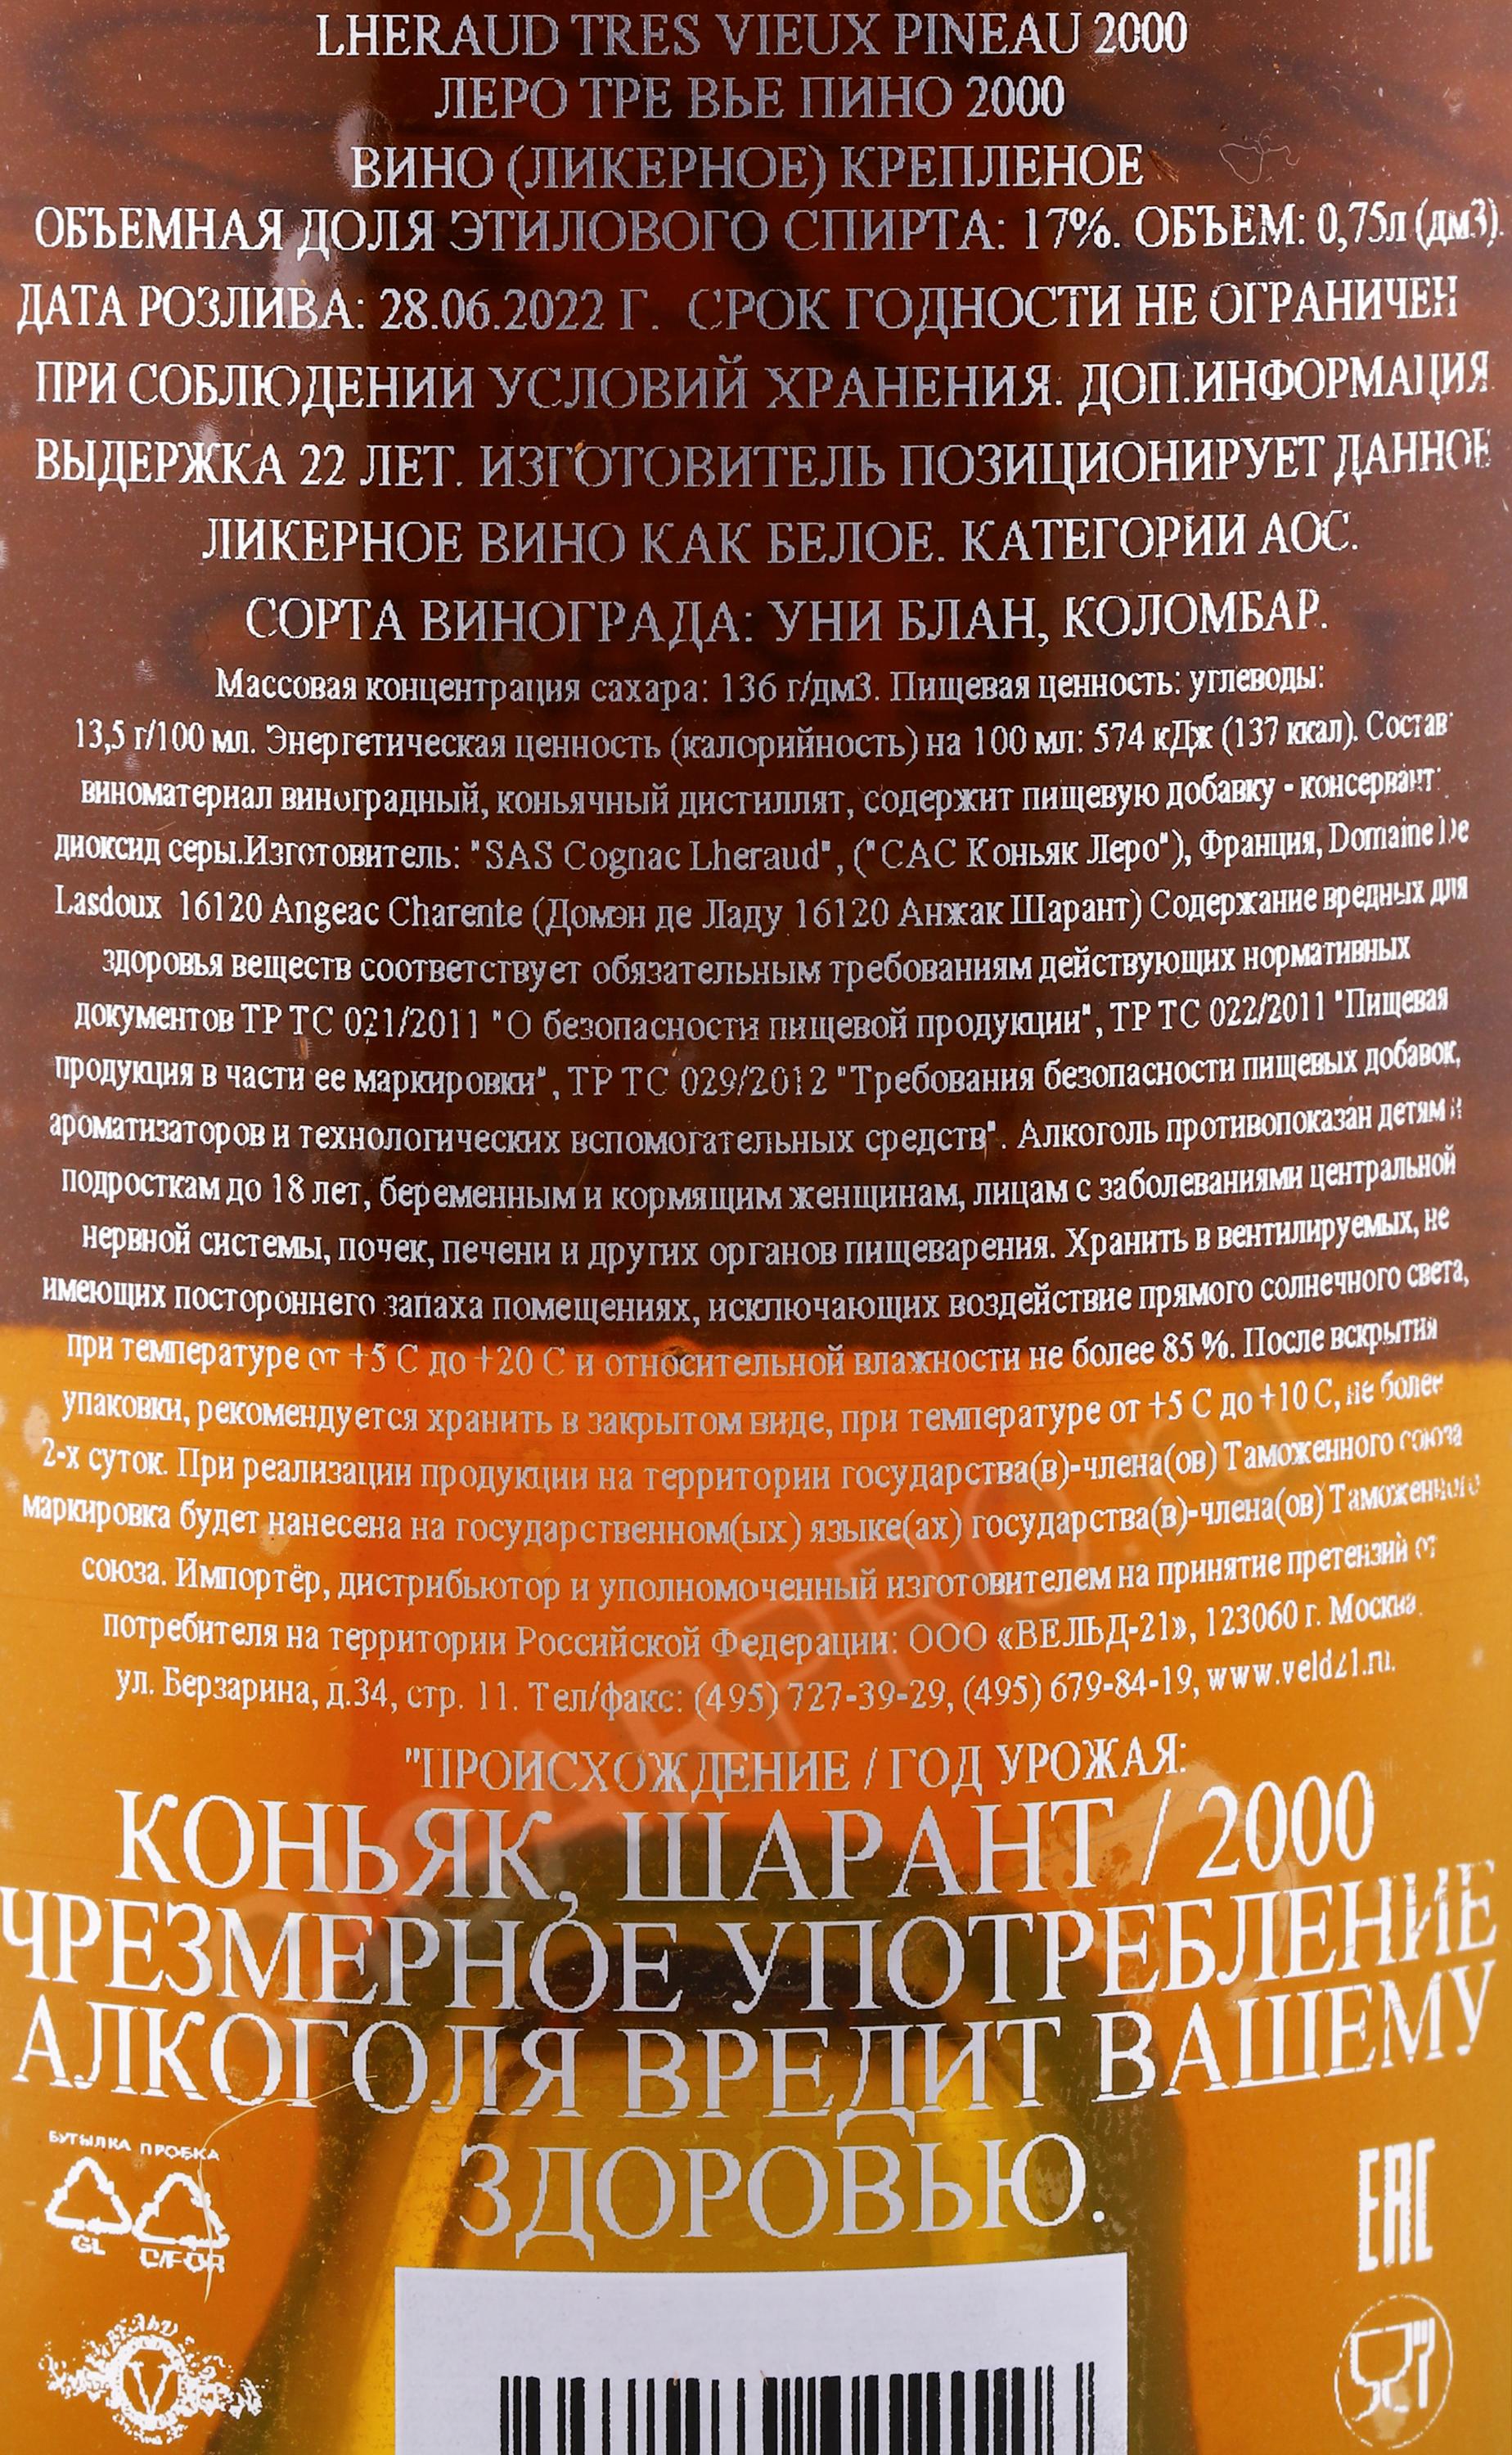 LHERAUD TRES VIEUX PINEAU 2000
ЛЕРО ТРЕ ВЬЕ ПИНО 2000
ВИНО (ЛИКЕРНОЕ) КРЕПЛЕНОЕ
ОБЪЕМНАЯ ДОЛЯ ЭТИЛОВОГО СПИРТА: 17%. ОБЪЕМ: 0,75л (дм3).
ДАТА РОЗЛИВА: 28.06.2022 Г. СРОК ГОДНОСТИ НЕ ОГРАНИЧЕН
ПРИ СОБЛЮДЕНИИ УСЛОВИЙ ХРАНЕНИЯ. ДОП.ИНФОРМАЦИЯ
ВЫДЕРЖКА 22 ЛЕТ. ИЗГОТОВИТЕЛЬ ПОЗИЦИОНИРУЕТ ДАННОЕ
ЛИКЕРНОЕ ВИНО КАК БЕЛОЕ. КАТЕГОРИИ АОС.
СОРТА ВИНОГРАДА: УНИ БЛАН, КОЛОМБАР.
Массовая концентрация сахара: 136 г/дм3. Пищевая ценность: углеводы:
13,5 г/100 мл. Энергетическая ценность (калорийность) на 100 мл: 574 кДж (137 ккал). Состав:
виноматериал виноградный, коньячный дистиллят, содержит пищевую добавку - консервант:
диоксид серы.Изготовитель: "SAS Cognac Lheraud", ("САС Коньяк Леро"), Франция, Domaine De
Lasdoux 16120 Angeac Charente (Домэн де Ладу 16120 Анжак Шарант) Содержание вредных для
здоровья веществ соответствует обязательным требованиям действующих нормативных
документов ТР ТС 021/2011 "О безопасности пищевой продукции", ТР ТС 022/2011 "Пищевая
продукция в части ее маркировки", ТР ТС 029/2012 "Требования безопасности пищевых добавок,
ароматизаторов и технологических вспомогательных средств". Алкоголь противопоказан детям и
подросткам до 18 лет, беременным и кормящим женщинам, лицам с заболеваниями центральной
нервной системы, почек, печени и других органов пищеварения. Хранить в вентилируемых, не
имеющих постороннего запаха помещениях, исключающих воздействие прямого солнечного света,
при температуре от +5 С до +20 С и относительной влажности не более 85 %. После вскрытия
упаковки, рекомендуется хранить в закрытом виде, при температуре от +5 С до +10 С, не более
2-х суток. При реализации продукции на территории государства(в)-члена(ов) Таможенного союза
маркировка будет нанесена на государственном(ых) языке(ах) государства(в)-члена(ов) Таможенного
союза. Импортёр, дистрибьютор и уполномоченный изготовителем на принятие претензий от
потребителя на территории Российской Федерации: ООО «ВЕЛЬД-21», 123060 г. Москва,
ул. Берзарина, д.34, стр. 11. Тел/факс: (495) 727-39-29, (495) 679-84-19, www.veld21.ru.
"ПРОИСХОЖДЕНИЕ / ГОД УРОЖАЯ:
КОНЬЯК, ШАРАНТ / 2000
ЧРЕЗМЕРНОЕ УПОТРЕБЛЕНИЕ
АЛКОГОЛЯ ВРЕДИТ ВАШЕМУ
ЗДОРОВЬЮ.
БУТЫЛКА ПРОБКА
GL C/FOR
EAC
V
CIGARPRO.ru